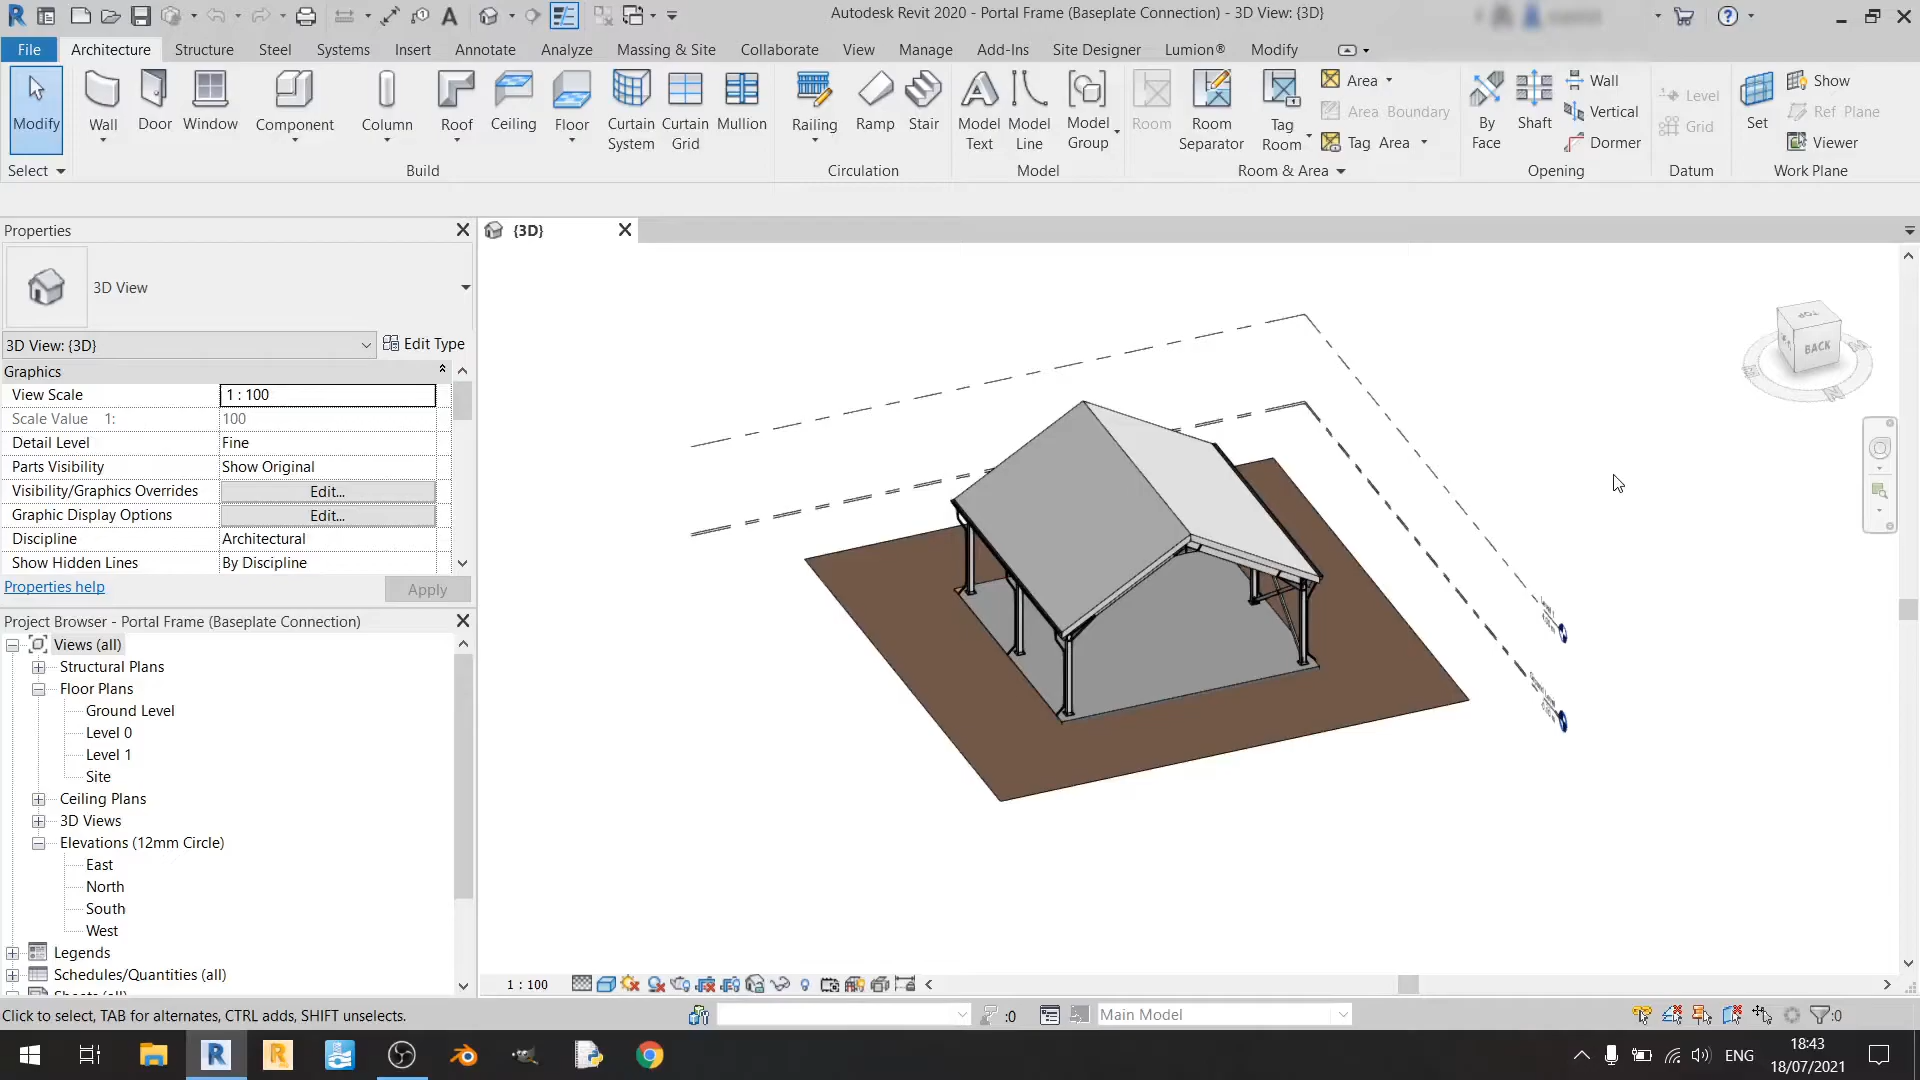 Autodesk Revit 2020 - Portal Frame (Baseplate Connection) - 3D View: {3D}
File Architecture Structure Steel Systems Insert Annotate Analyze Massing & Site Collaborate View Manage Add-Ins Site Designer Lumion® Modify
Modify Wall Door Window Component Column Roof Ceiling Floor Curtain System Curtain Grid Mullion Railing Ramp Stair Model Text Model Line Model Group Room Room Separator Tag Room
Area
Area Boundary
Tag Area
By Face Shaft
Wall
Vertical
Dormer
Level
Grid
Set
Show
Ref Plane
Viewer
Select Build Circulation Model Room & Area Opening Datum Work Plane
Properties
{3D}
3D View
3D View: {3D} Edit Type
Graphics
View Scale 1 : 100
Scale Value 1: 100
Detail Level Fine
Parts Visibility Show Original
Visibility/Graphics Overrides Edit...
Graphic Display Options Edit...
Discipline Architectural
Show Hidden Lines By Discipline
Properties help Apply
TOP
BACK
Project Browser - Portal Frame (Baseplate Connection)
Views (all)
Structural Plans
Floor Plans
Ground Level
Level 0
Level 1
Site
Ceiling Plans
3D Views
Elevations (12mm Circle)
East
North
South
West
Legends
Schedules/Quantities (all)
1 : 100
Click to select, TAB for alternates, CTRL adds, SHIFT unselects.
:0
Main Model
:0
ENG
18:43
18/07/2021